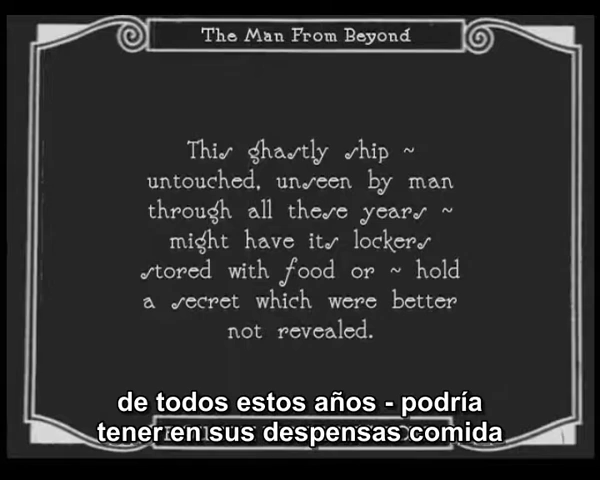 The Man From Beyond
This ghastly ship ~
untouched, unseen by man
through all these years ~
might have its lockers
stored with food or ~ hold
a secret which were better
not revealed.
de todos estos años - podría
tener en sus despensas comida